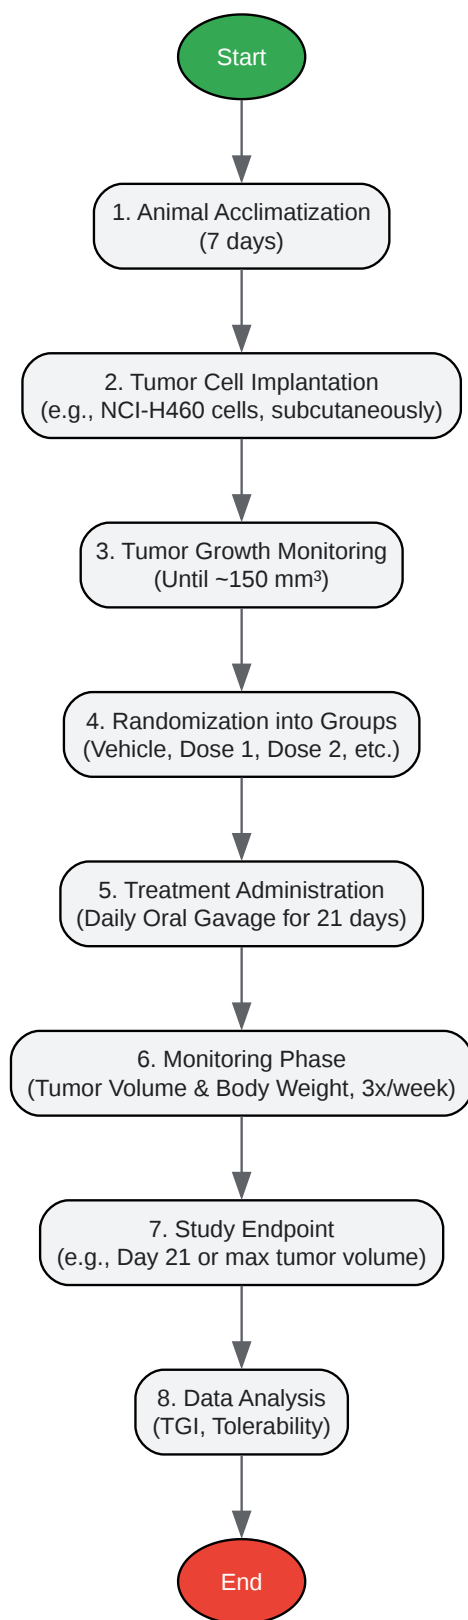 Start
1. Animal Acclimatization
(7 days)
2. Tumor Cell Implantation
(e.g., NCI-H460 cells, subcutaneously)
3. Tumor Growth Monitoring
(Until ~150 mm³)
4. Randomization into Groups
(Vehicle, Dose 1, Dose 2, etc.)
5. Treatment Administration
(Daily Oral Gavage for 21 days)
6. Monitoring Phase
(Tumor Volume & Body Weight, 3x/week)
7. Study Endpoint
(e.g., Day 21 or max tumor volume)
8. Data Analysis
(TGI, Tolerability)
End